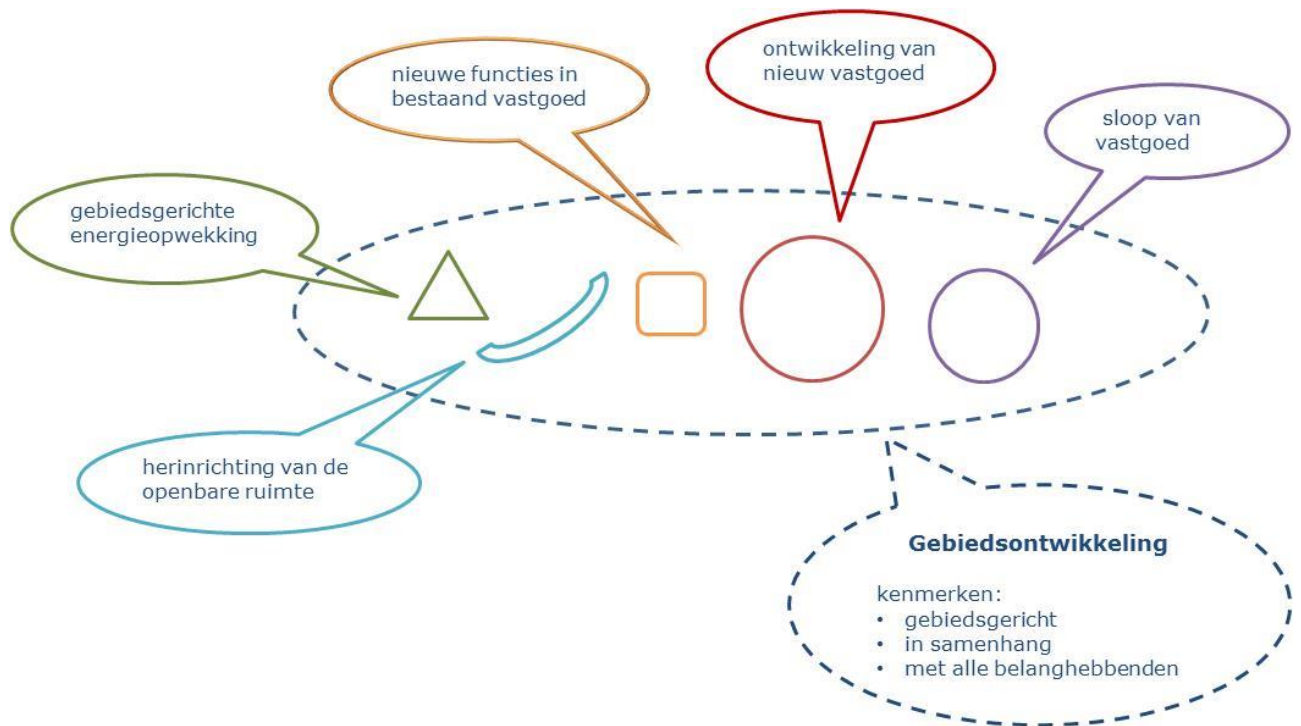 ontwikkeling van
nieuw vastgoed
nieuwe functies in
bestaand vastgoed
sloop van
vastgoed
gebiedsgerichte
energieopwekking
herinrichting van de
openbare ruimte
Gebiedsontwikkeling
kenmerken:
• gebiedsgericht
• in samenhang
• met alle belanghebbenden